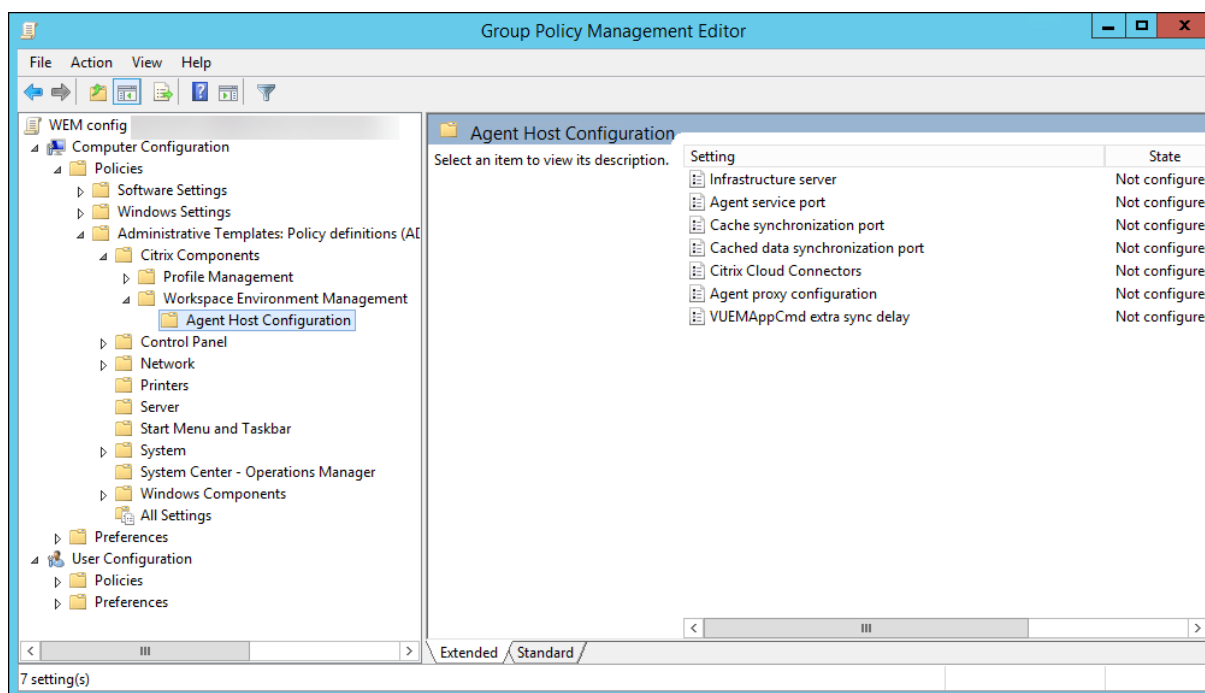 Group Policy Management Editor
File Action View Help
WEM config
Computer Configuration
Policies
Software Settings
Windows Settings
Administrative Templates: Policy definitions (AD
Citrix Components
Profile Management
Workspace Environment Management
Agent Host Configuration
Control Panel
Network
Printers
Server
Start Menu and Taskbar
System
System Center - Operations Manager
Windows Components
All Settings
Preferences
User Configuration
Policies
Preferences
Agent Host Configuration
Select an item to view its description.
Setting State
Infrastructure server Not configure
Agent service port Not configure
Cache synchronization port Not configure
Cached data synchronization port Not configure
Citrix Cloud Connectors Not configure
Agent proxy configuration Not configure
VUEMAppCmd extra sync delay Not configure
Extended Standard
7 setting(s)